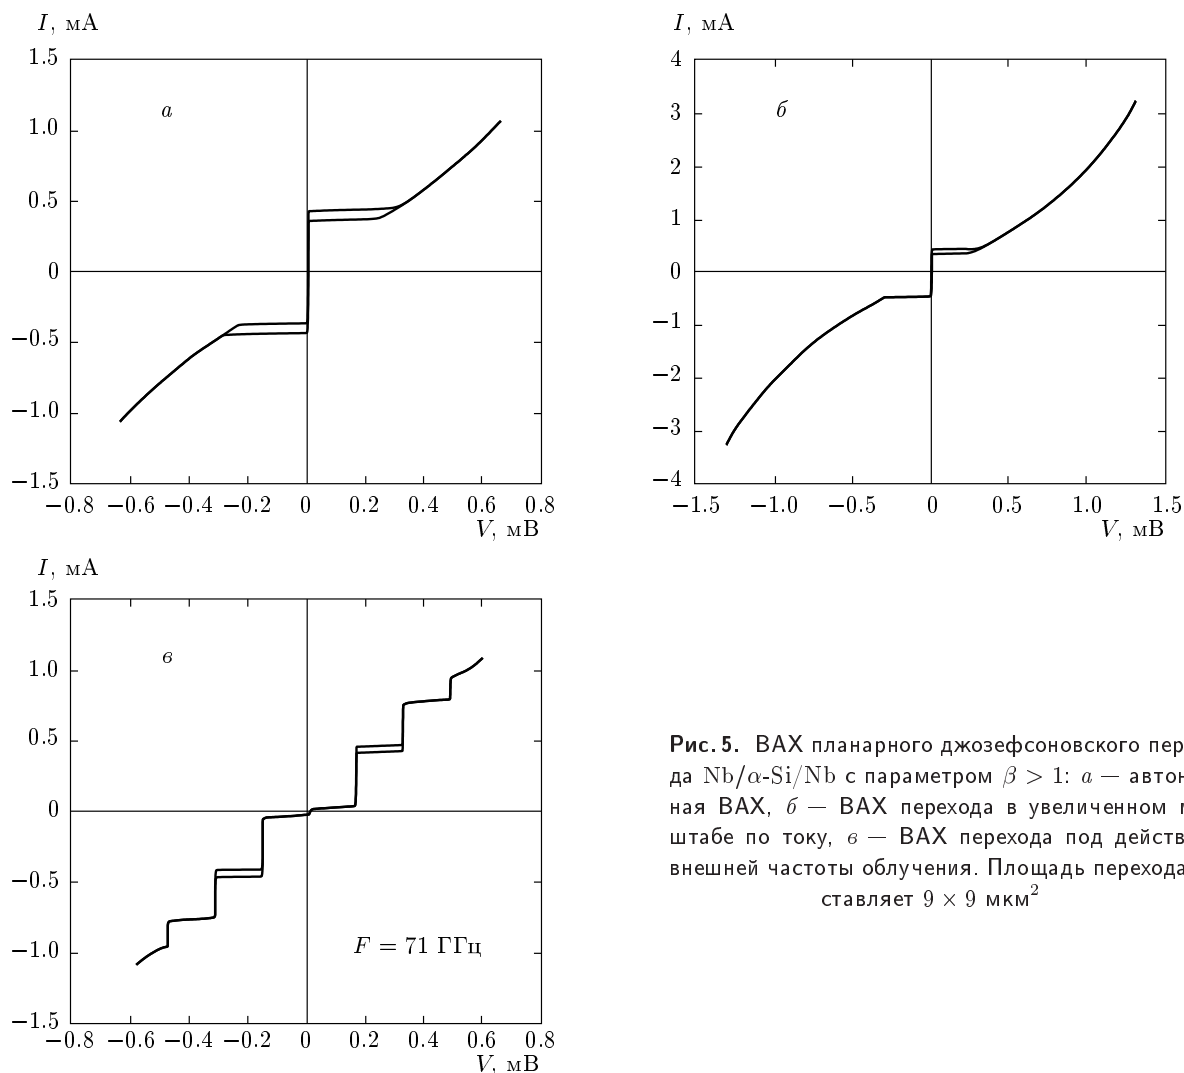 I, мА
1.5
1.0
0.5
0
−0.5
−1.0
−1.5
а
−0.8 −0.6 −0.4 −0.2 0 0.2 0.4 0.6 0.8
V, мВ
I, мА
4
3
2
1
0
−1
−2
−3
−4
б
−1.5 −1.0 −0.5 0 0.5 1.0 1.5
V, мВ
I, мА
1.5
1.0
0.5
0
−0.5
−1.0
−1.5
в
F = 71 ГГц
−0.8 −0.6 −0.4 −0.2 0 0.2 0.4 0.6 0.8
V, мВ
Рис. 5. ВАХ планарного джозефсоновского пер
да Nb/α-Si/Nb с параметром β > 1: а — автон
ная ВАХ, б — ВАХ перехода в увеличенном
штабе по току, в — ВАХ перехода под действ
внешней частоты облучения. Площадь перехода
ставляет 9 × 9 мкм²